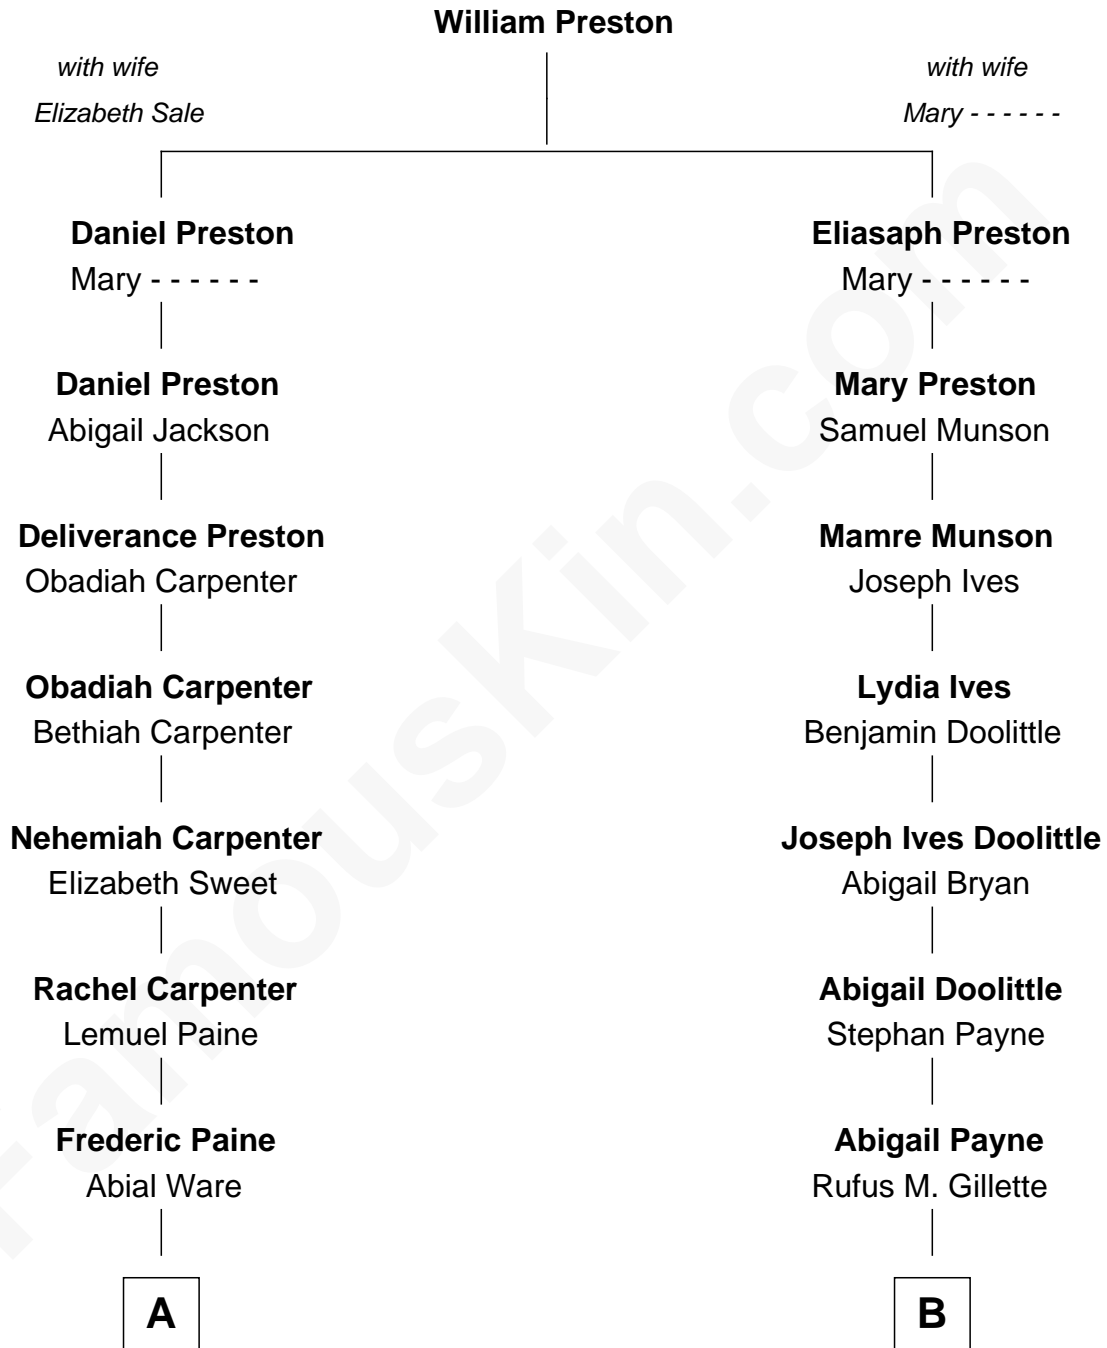 William Preston
with wife
Elizabeth Sale
with wife
Mary - - - - - -
Daniel Preston
Mary - - - - - -
Daniel Preston
Abigail Jackson
Deliverance Preston
Obadiah Carpenter
Obadiah Carpenter
Bethiah Carpenter
Nehemiah Carpenter
Elizabeth Sweet
Rachel Carpenter
Lemuel Paine
Frederic Paine
Abial Ware
A
Eliasaph Preston
Mary - - - - - -
Mary Preston
Samuel Munson
Mamre Munson
Joseph Ives
Lydia Ives
Benjamin Doolittle
Joseph Ives Doolittle
Abigail Bryan
Abigail Doolittle
Stephan Payne
Abigail Payne
Rufus M. Gillette
B
FamousKin.com